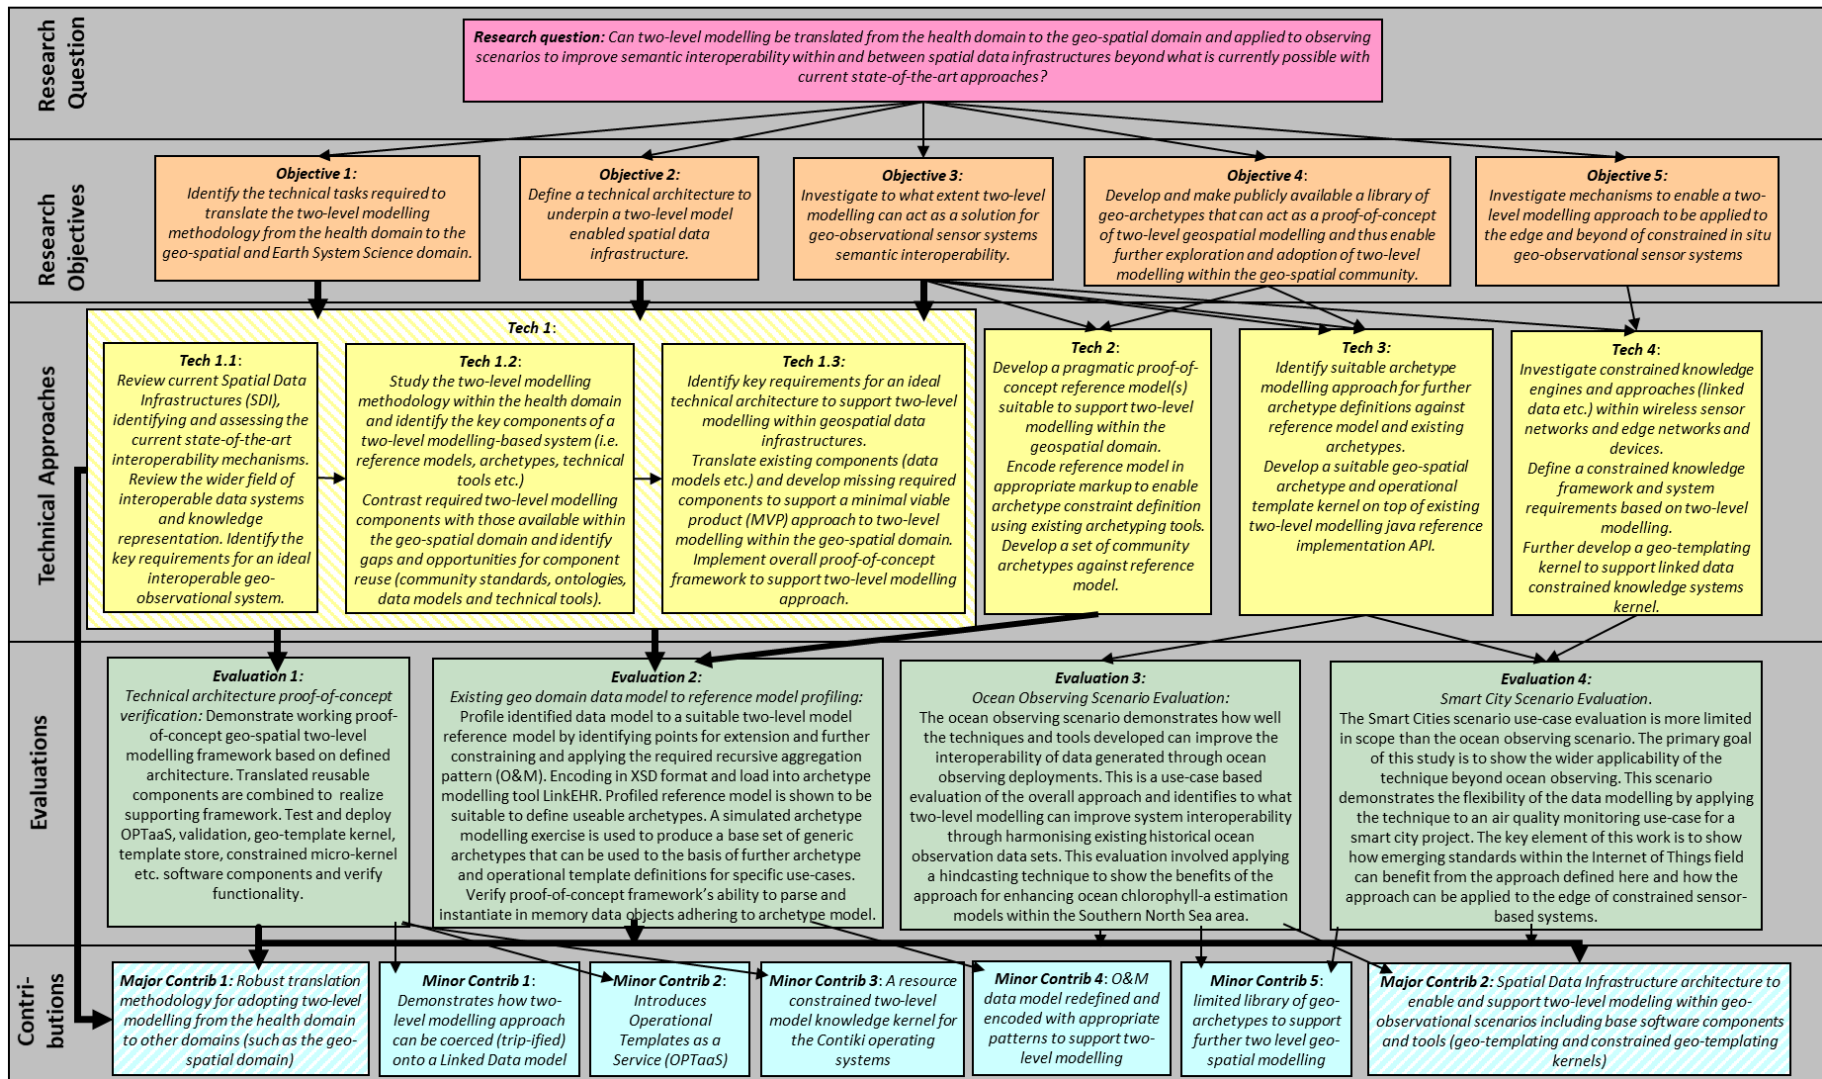 Research
Question
Research question: Can two-level modelling be translated from the health domain to the geo-spatial domain and applied to observing
scenarios to improve semantic interoperability within and between spatial data infrastructures beyond what is currently possible with
current state-of-the-art approaches?
Research
Objectives
Objective 1:
Identify the technical tasks required to
translate the two-level modelling
methodology from the health domain to the
geo-spatial and Earth System Science domain.
Objective 2:
Define a technical architecture to
underpin a two-level model
enabled spatial data
infrastructure.
Objective 3:
Investigate to what extent two-level
modelling can act as a solution for
geo-observational sensor systems
semantic interoperability.
Objective 4:
Develop and make publicly available a library of
geo-archetypes that can act as a proof-of-concept
of two-level geospatial modelling and thus enable
further exploration and adoption of two-level
modelling within the geo-spatial community.
Objective 5:
Investigate mechanisms to enable a two-
level modelling approach to be applied to
the edge and beyond of constrained in situ
geo-observational sensor systems
Technical Approaches
Tech 1:
Tech 1.1:
Review current Spatial Data
Infrastructures (SDI),
identifying and assessing the
current state-of-the-art
interoperability mechanisms.
Review the wider field of
interoperable data systems
and knowledge
representation. Identify the
key requirements for an ideal
interoperable geo-
observational system.
Tech 1.2:
Study the two-level modelling
methodology within the health domain
and identify the key components of a
two-level modelling-based system (i.e.
reference models, archetypes, technical
tools etc.)
Contrast required two-level modelling
components with those available within
the geo-spatial domain and identify
gaps and opportunities for component
reuse (community standards, ontologies,
data models and technical tools).
Tech 1.3:
Identify key requirements for an ideal
technical architecture to support two-level
modelling within geospatial data
infrastructures.
Translate existing components (data
models etc.) and develop missing required
components to support a minimal viable
product (MVP) approach to two-level
modelling within the geo-spatial domain.
Implement overall proof-of-concept
framework to support two-level modelling
approach.
Tech 2:
Develop a pragmatic proof-
of-concept reference model(s)
suitable to support two-level
modelling within the
geospatial domain.
Encode reference model in
appropriate markup to enable
archetype constraint definition
using existing archetyping tools.
Develop a set of community
archetypes against reference
model.
Tech 3:
Identify suitable archetype
modelling approach for further
archetype definitions against
reference model and existing
archetypes.
Develop a suitable geo-spatial
archetype and operational
template kernel on top of existing
two-level modelling java reference
implementation API.
Tech 4:
Investigate constrained knowledge
engines and approaches (linked
data etc.) within wireless sensor
networks and edge networks and
devices.
Define a constrained knowledge
framework and system
requirements based on two-level
modelling.
Further develop a geo-templating
kernel to support linked data
constrained knowledge systems
kernel.
Evaluations
Evaluation 1:
Technical architecture proof-of-concept
verification: Demonstrate working proof-
of-concept geo-spatial two-level
modelling framework based on defined
architecture. Translated reusable
components are combined to realize
supporting framework. Test and deploy
OPTaaS, validation, geo-template kernel,
template store, constrained micro-kernel
etc. software components and verify
functionality.
Evaluation 2:
Existing geo domain data model to reference model profiling:
Profile identified data model to a suitable two-level model
reference model by identifying points for extension and further
constraining and applying the required recursive aggregation
pattern (O&M). Encoding in XSD format and load into archetype
modelling tool LinkEHR. Profiled reference model is shown to be
suitable to define useable archetypes. A simulated archetype
modelling exercise is used to produce a base set of generic
archetypes that can be used to the basis of further archetype
and operational template definitions for specific use-cases.
Verify proof-of-concept framework's ability to parse and
instantiate in memory data objects adhering to archetype model.
Evaluation 3:
Ocean Observing Scenario Evaluation:
The ocean observing scenario demonstrates how well
the techniques and tools developed can improve the
interoperability of data generated through ocean
observing deployments. This is a use-case based
evaluation of the overall approach and identifies to what
two-level modelling can improve system interoperability
through harmonising existing historical ocean
observation data sets. This evaluation involved applying
a hindcasting technique to show the benefits of the
approach for enhancing ocean chlorophyll-a estimation
models within the Southern North Sea area.
Evaluation 4:
Smart City Scenario Evaluation.
The Smart Cities scenario use-case evaluation is more limited
in scope than the ocean observing scenario. The primary goal
of this study is to show the wider applicability of the
technique beyond ocean observing. This scenario
demonstrates the flexibility of the data modelling by applying
the technique to an air quality monitoring use-case for a
smart city project. The key element of this work is to show
how emerging standards within the Internet of Things field
can benefit from the approach defined here and how the
approach can be applied to the edge of constrained sensor-
based systems.
Contri-
butions
Major Contrib 1: Robust translation
methodology for adopting two-level
modelling from the health domain
to other domains (such as the geo-
spatial domain)
Minor Contrib 1:
Demonstrates how two-
level modelling approach
can be coerced (trip-ified)
onto a Linked Data model
Minor Contrib 2:
Introduces
Operational
Templates as a
Service (OPTaaS)
Minor Contrib 3: A resource
constrained two-level
model knowledge kernel for
the Contiki operating
systems
Minor Contrib 4: O&M
data model redefined and
encoded with appropriate
patterns to support two-
level modelling
Minor Contrib 5:
limited library of geo-
archetypes to support
further two level geo-
spatial modelling
Major Contrib 2: Spatial Data Infrastructure architecture to
enable and support two-level modeling within geo-
observational scenarios including base software components
and tools (geo-templating and constrained geo-templating
kernels)